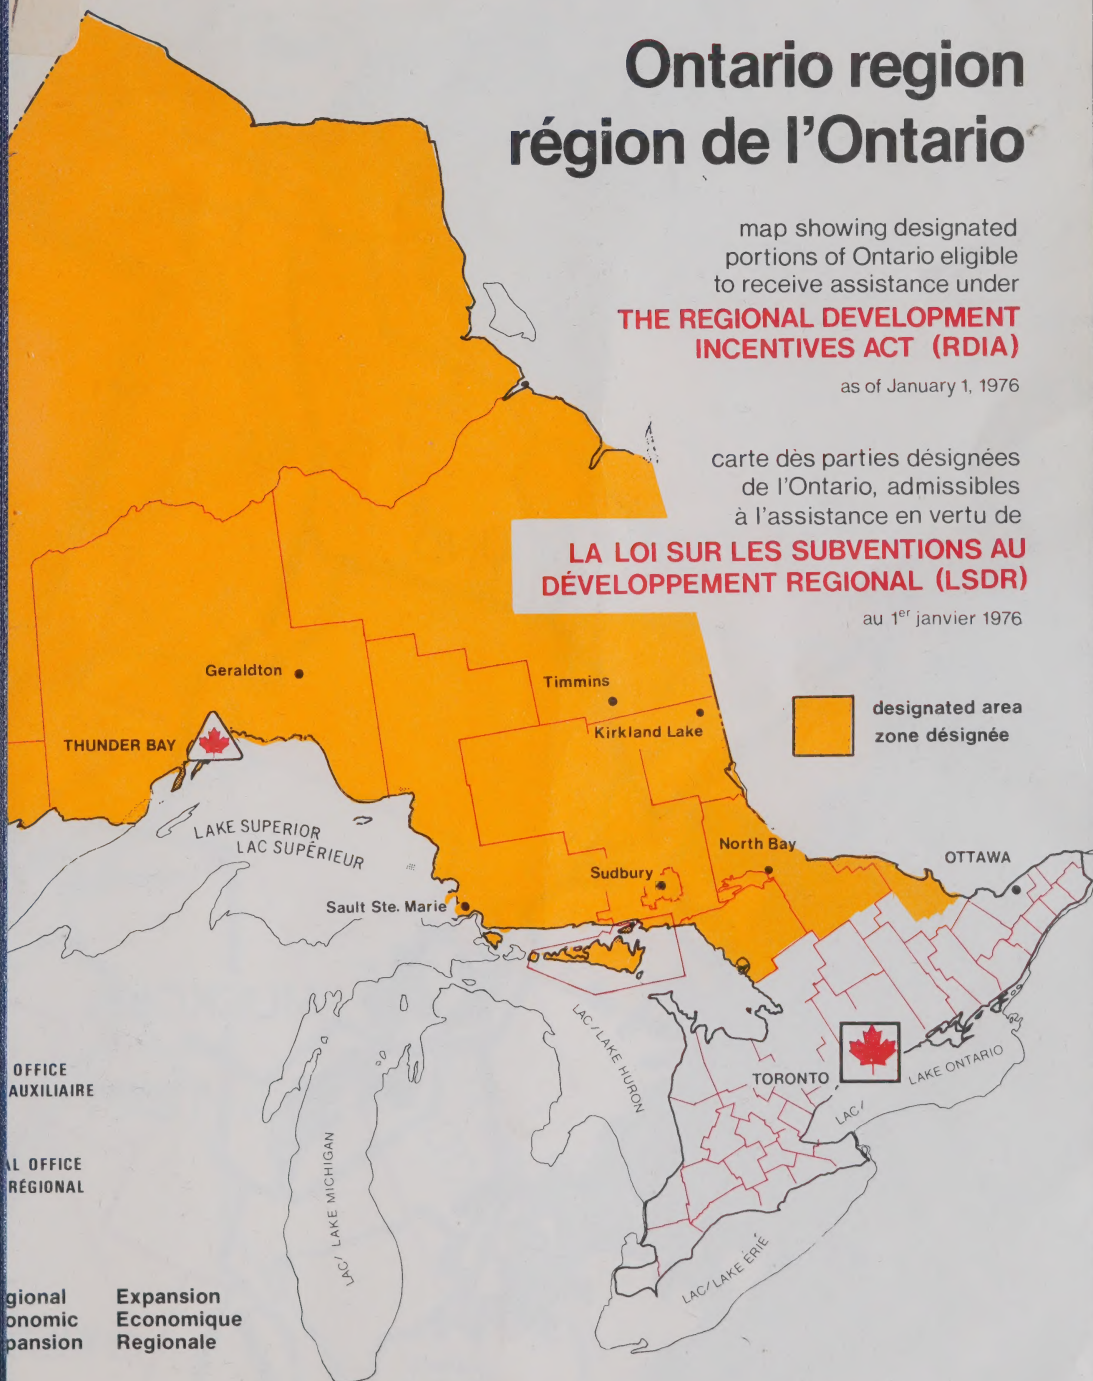 Ontario region
région de l'Ontario
map showing designated
portions of Ontario eligible
to receive assistance under
THE REGIONAL DEVELOPMENT
INCENTIVES ACT (RDIA)
as of January 1, 1976
carte dès parties désignées
de l'Ontario, admissibles
à l'assistance en vertu de
LA LOI SUR LES SUBVENTIONS AU
DÉVELOPPEMENT REGIONAL (LSDR)
au 1er janvier 1976
designated area
zone désignée
Geraldton
Timmins
Kirkland Lake
THUNDER BAY
LAKE SUPERIOR
LAC SUPÉRIEUR
North Bay
Sudbury
OTTAWA
Sault Ste. Marie
LAC/LAKE HURON
TORONTO
LAC/
LAKE ONTARIO
LAC/ LAKE MICHIGAN
LAC/LAKE ÉRIÉ
OFFICE
AUXILIAIRE
AL OFFICE
RÉGIONAL
gional Expansion
onomic Economique
pansion Regionale